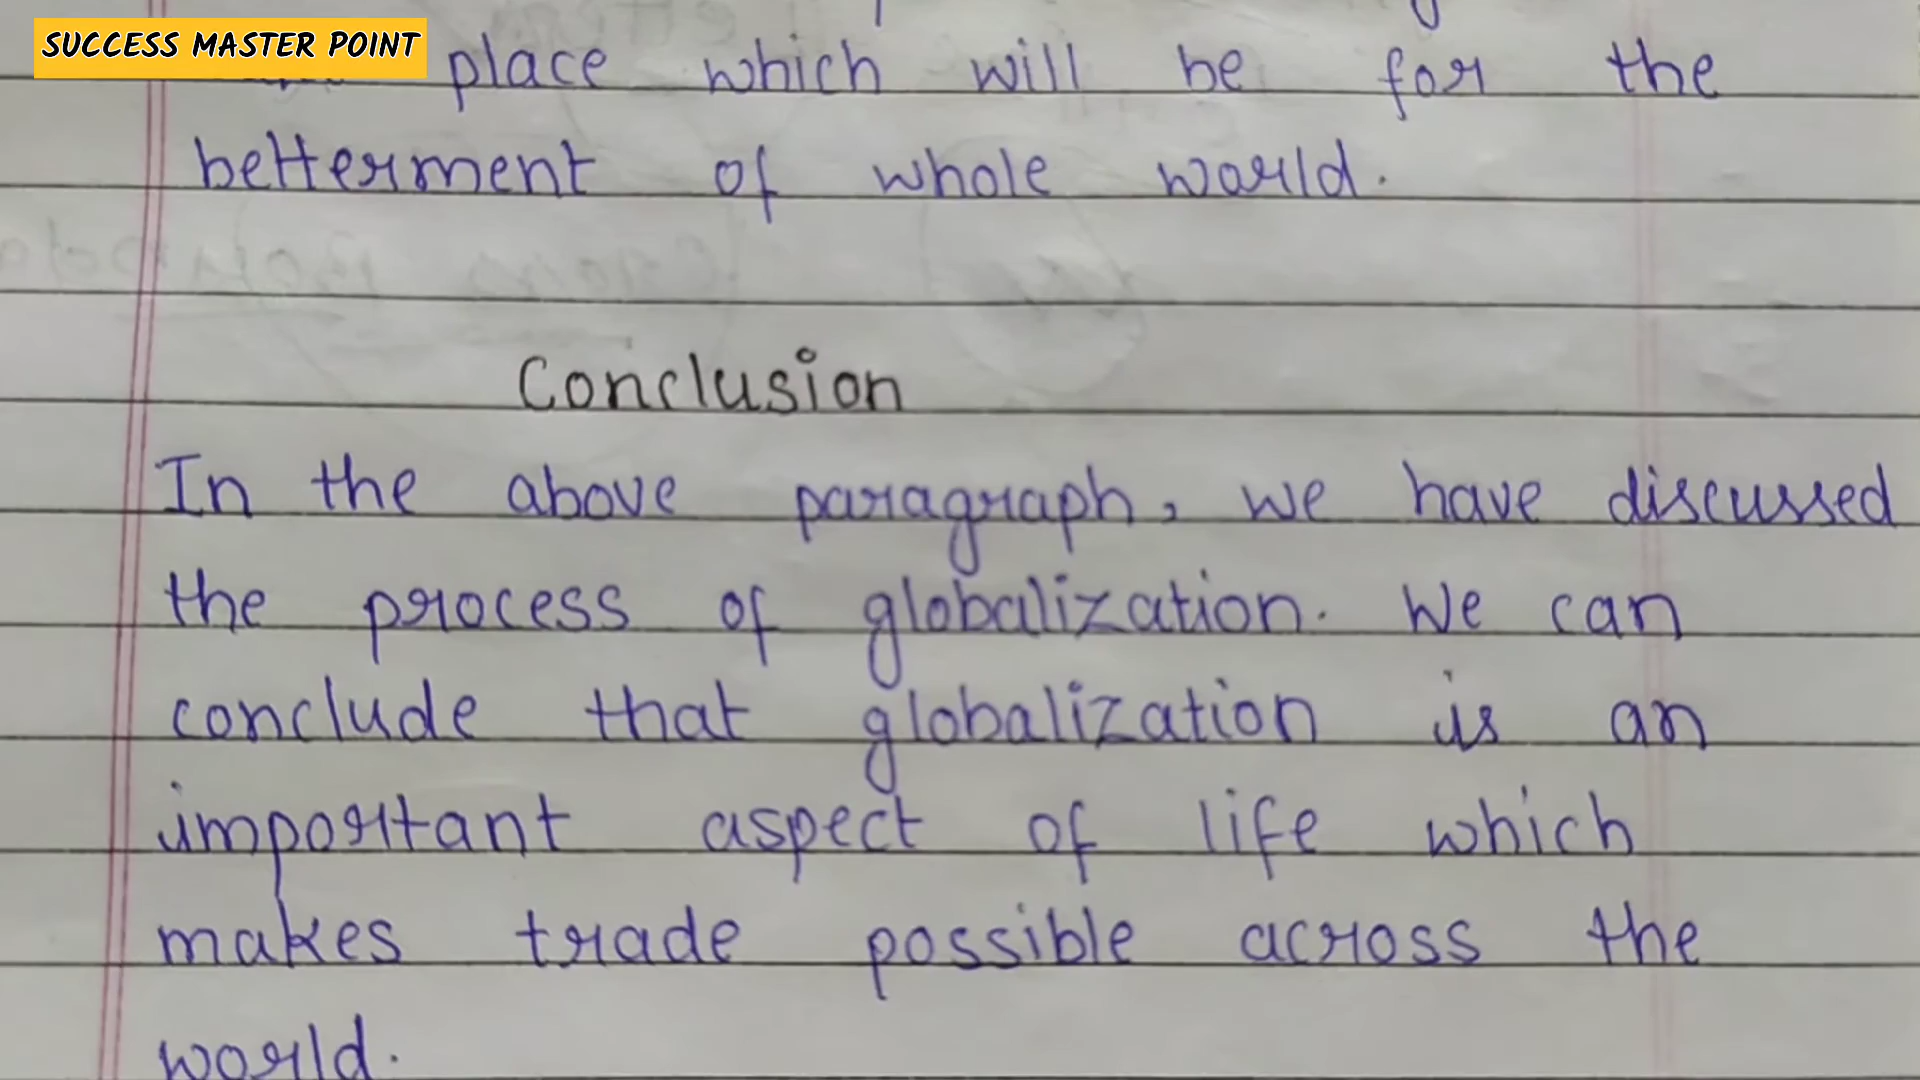 SUCCESS MASTER POINT
place which will be for the
betterment of whole world.
Conclusion
In the above paragraph, we have discussed
the process of globalization. We can
conclude that globalization is an
important aspect of life which
makes trade possible across the
world.